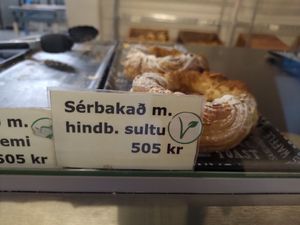 Sérbakað m.
hindb. sultu
505 kr
ð m.
emi
505 kr